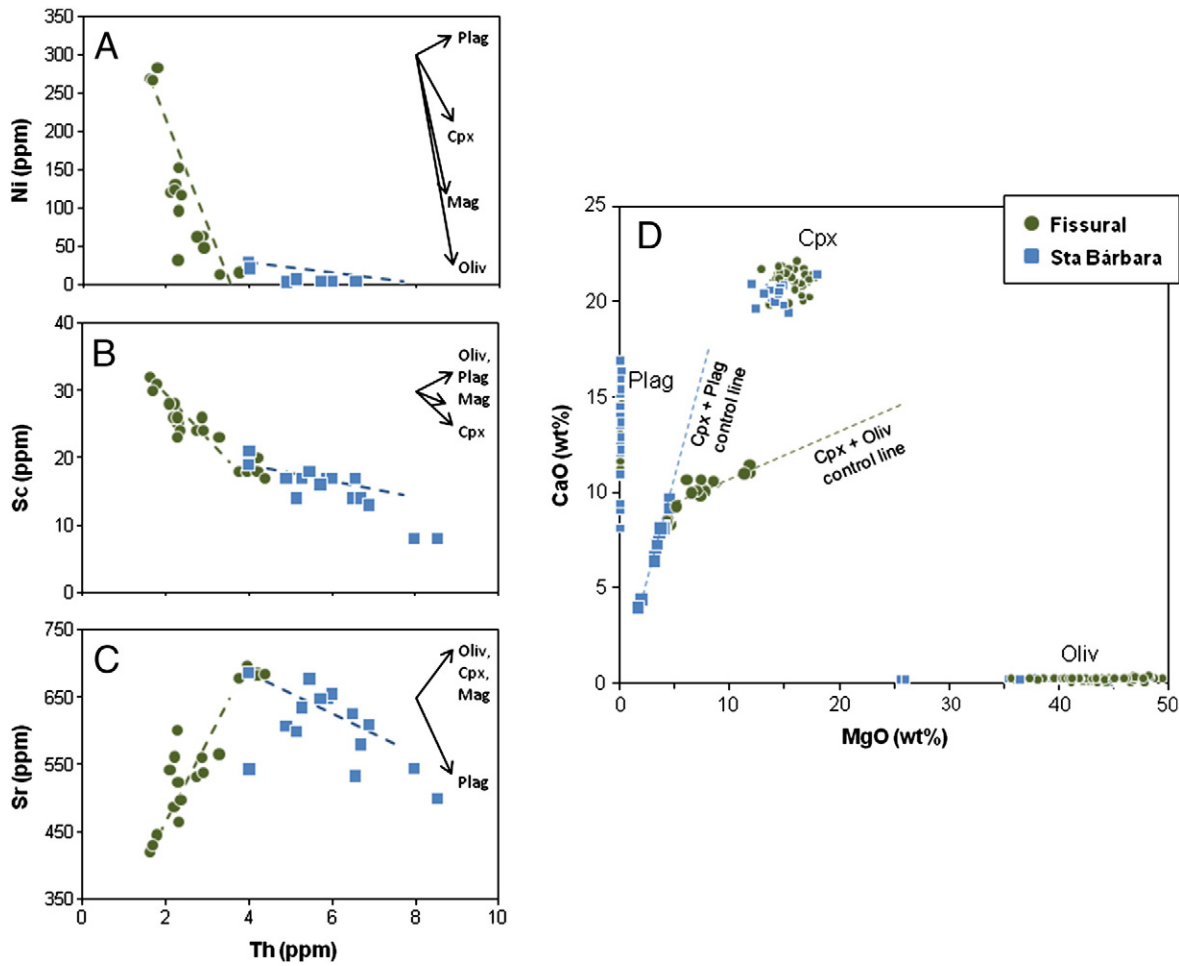 A
Ni (ppm)
350
300
250
200
150
100
50
0
Plag
Cpx
Mag
Oliv
B
Sc (ppm)
40
30
20
10
0
Oliv,
Plag
Mag
Cpx
C
Sr (ppm)
750
650
550
450
350
Oliv,
Cpx,
Mag
Plag
0 2 4 6 8 10
Th (ppm)
D
Fissural
Sta Bárbara
CaO (wt%)
25
20
15
10
5
0
Cpx
Plag
Cpx + Plag
control line
Cpx + Oliv
control line
Oliv
0 10 20 30 40 50
MgO (wt%)